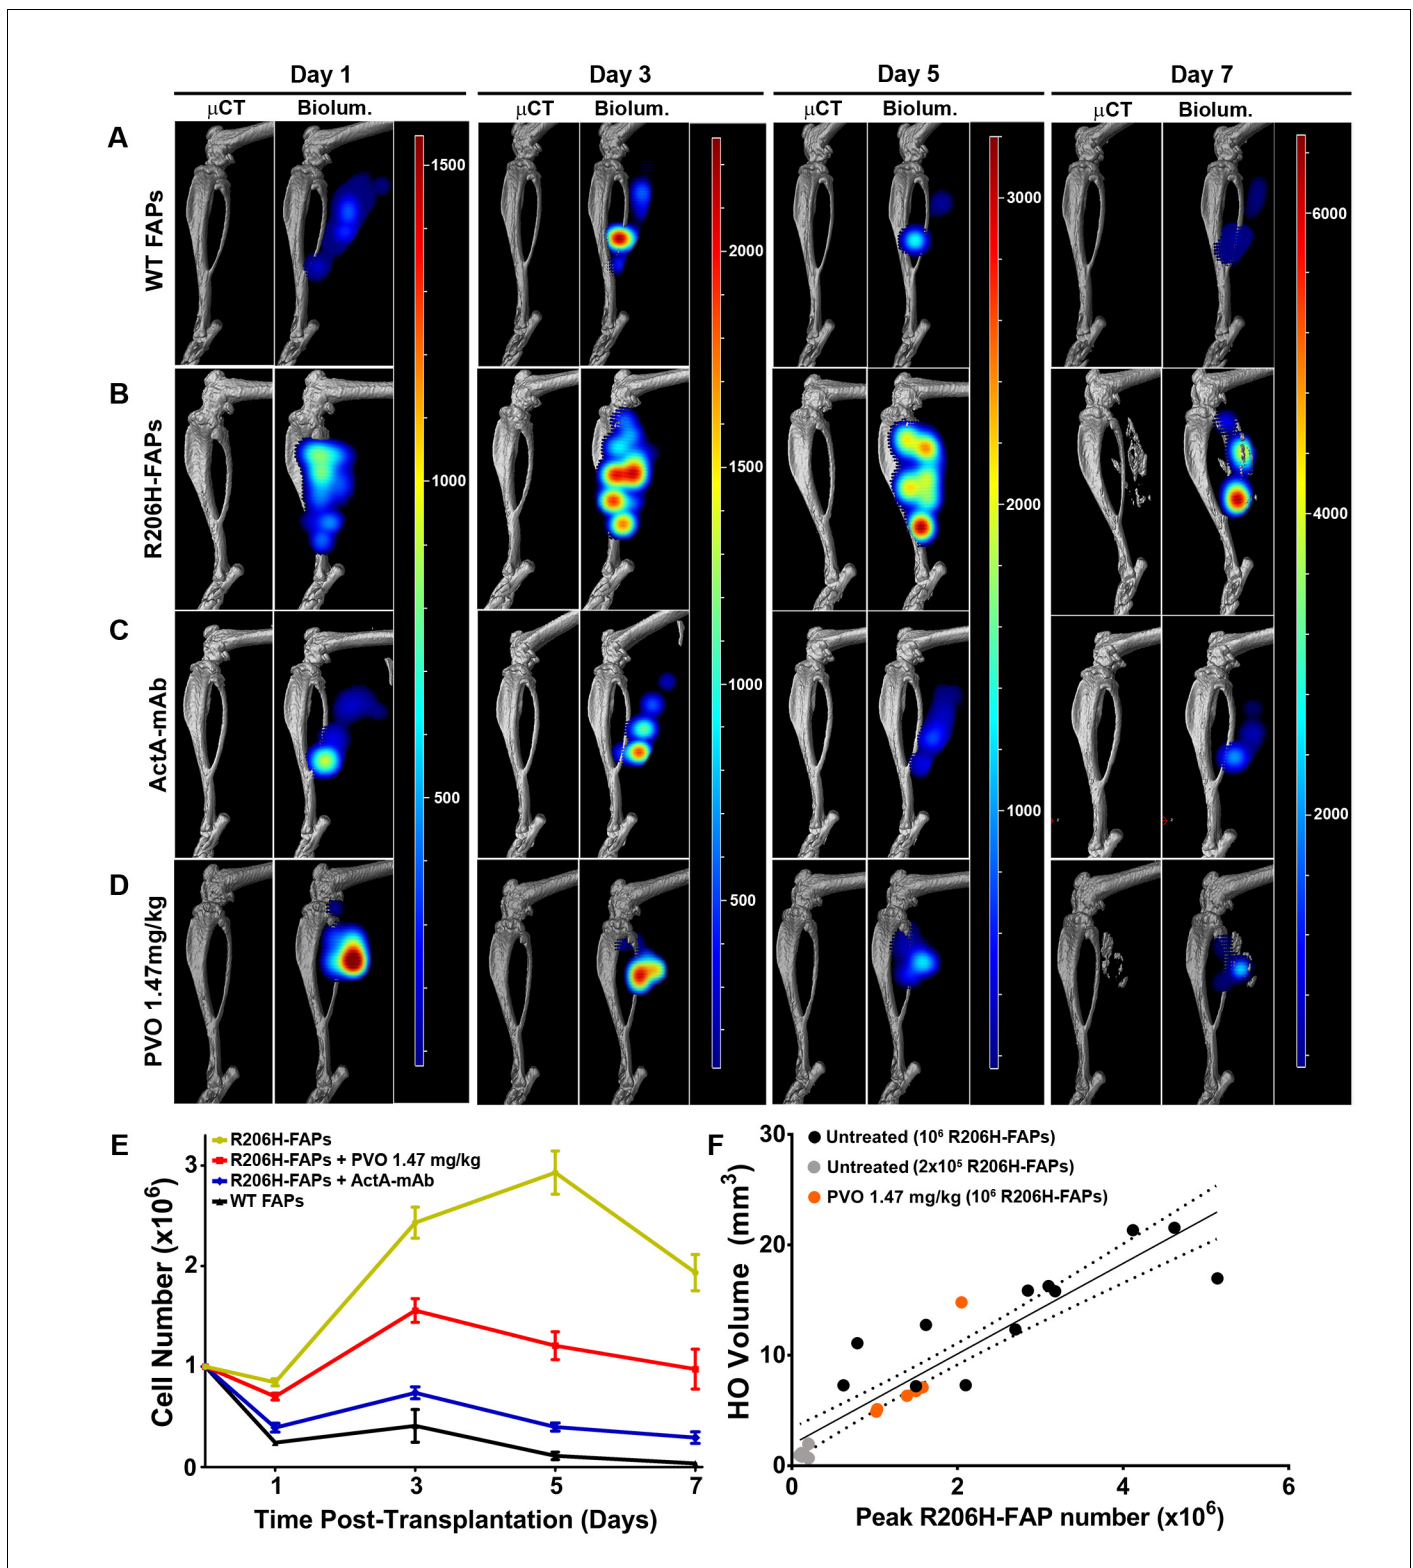 Day 1 Day 3 Day 5 Day 7
μCT Biolum. μCT Biolum. μCT Biolum. μCT Biolum.
A
WT FAPs
B
R206H-FAPs
C
ActA-mAb
D
PVO 1.47mg/kg
1500
1000
500
2000
1500
1000
500
3000
2000
1000
6000
4000
2000
E
R206H-FAPs
R206H-FAPs + PVO 1.47 mg/kg
R206H-FAPs + ActA-mAb
WT FAPs
Cell Number (x10⁶)
3
2
1
0
1 3 5 7
Time Post-Transplantation (Days)
F
Untreated (10⁶ R206H-FAPs)
Untreated (2x10⁵ R206H-FAPs)
PVO 1.47 mg/kg (10⁶ R206H-FAPs)
HO Volume (mm³)
30
20
10
0
0 2 4 6
Peak R206H-FAP number (x10⁶)